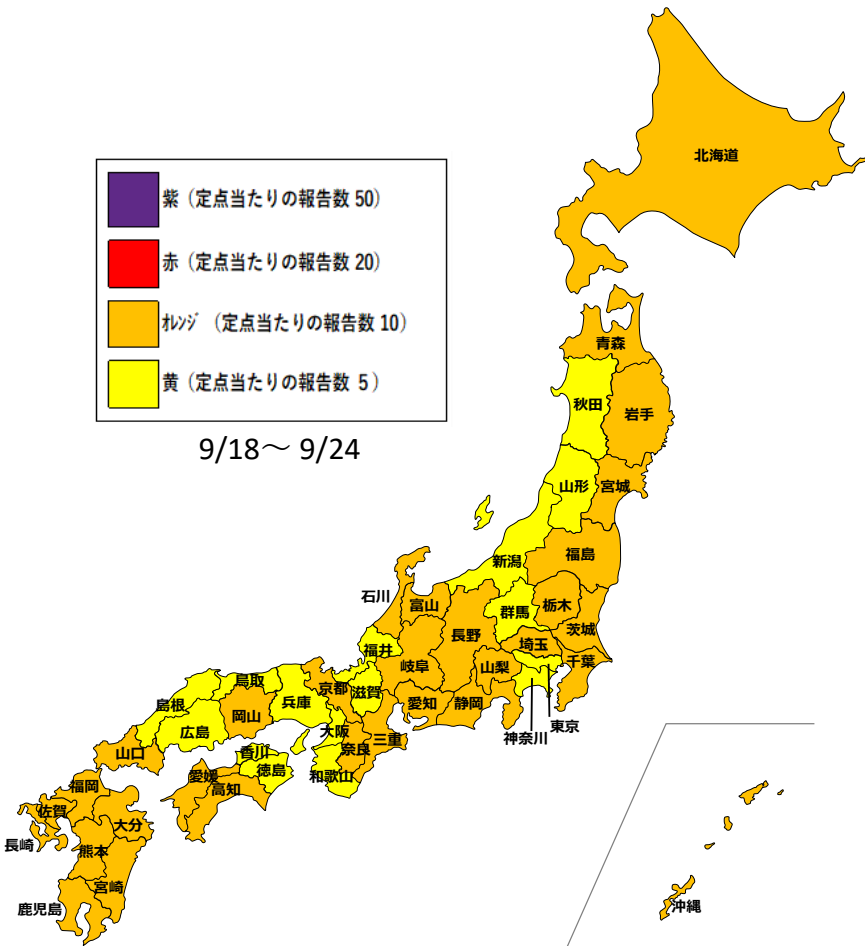 北海道
紫（定点当たりの報告数 50）
赤（定点当たりの報告数 20）
ｵﾚﾝｼﾞ（定点当たりの報告数 10）
黄（定点当たりの報告数 5）
9/18～ 9/24
青森
秋田
岩手
山形
宮城
新潟
福島
石川
富山
群馬
栃木
長野
茨城
福井
埼玉
岐阜
山梨
千葉
鳥取
京都
滋賀
島根
兵庫
愛知
静岡
岡山
広島
大阪
東京
神奈川
三重
奈良
山口
香川
徳島
和歌山
愛媛
高知
福岡
佐賀
大分
長崎
熊本
宮崎
鹿児島
沖縄